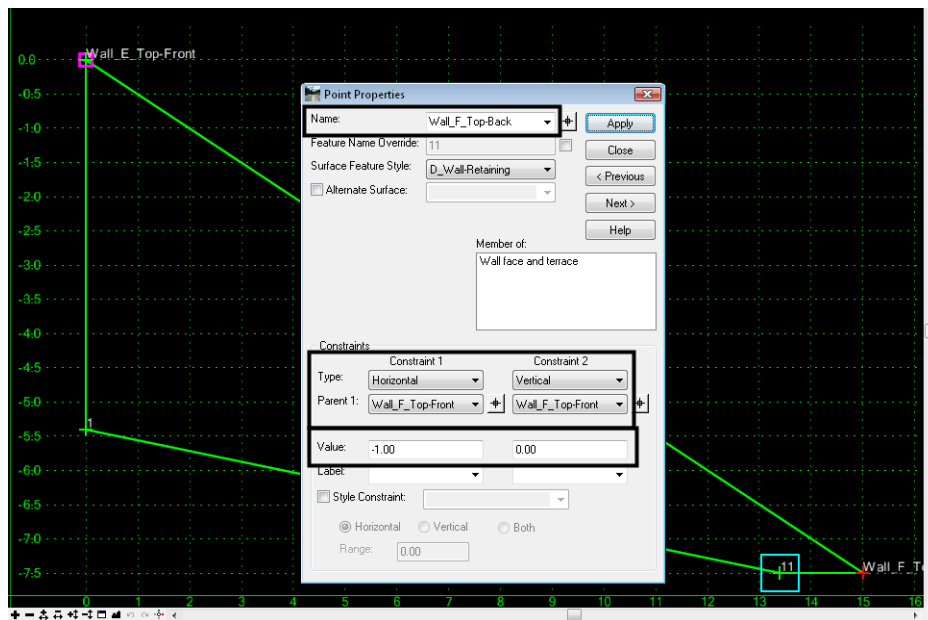 Wall_E_Top-Front
0.0
-0.5
-1.0
-1.5
-2.0
-2.5
-3.0
-3.5
-4.0
-4.5
-5.0
-5.5
-6.0
-6.5
-7.0
-7.5
1
Point Properties
Name: Wall_F_Top-Back
Feature Name Override: 11
Surface Feature Style: D_Wall-Retaining
Alternate Surface:
Apply
Close
< Previous
Next >
Help
Member of:
Wall face and terrace
Constraints
Constraint 1 Constraint 2
Type: Horizontal Vertical
Parent 1: Wall_F_Top-Front Wall_F_Top-Front
Value: -1.00 0.00
Label:
Style Constraint:
Horizontal Vertical Both
Range: 0.00
11 Wall_F_T
0 1 2 3 4 5 6 7 8 9 10 11 12 13 14 15 16